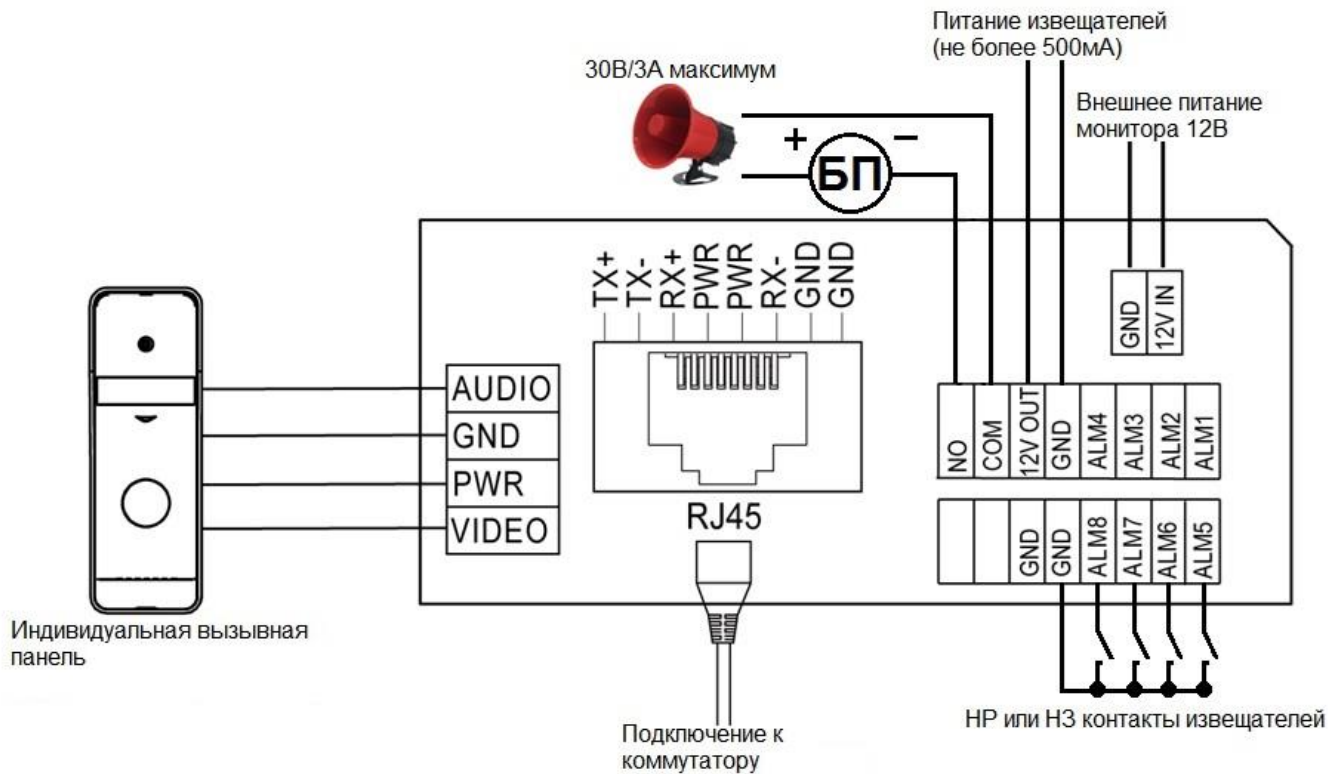 Питание извещателей
(не более 500мА)
30В/3А максимум
Внешнее питание
монитора 12В
+
БП
−
TX+
TX-
RX+
PWR
PWR
RX-
GND
GND
GND
12V IN
AUDIO
GND
PWR
VIDEO
RJ45
NO
COM
12V OUT
GND
ALM4
ALM3
ALM2
ALM1
GND
GND
ALM8
ALM7
ALM6
ALM5
Индивидуальная вызывная
панель
НР или НЗ контакты извещателей
Подключение к
коммутатору